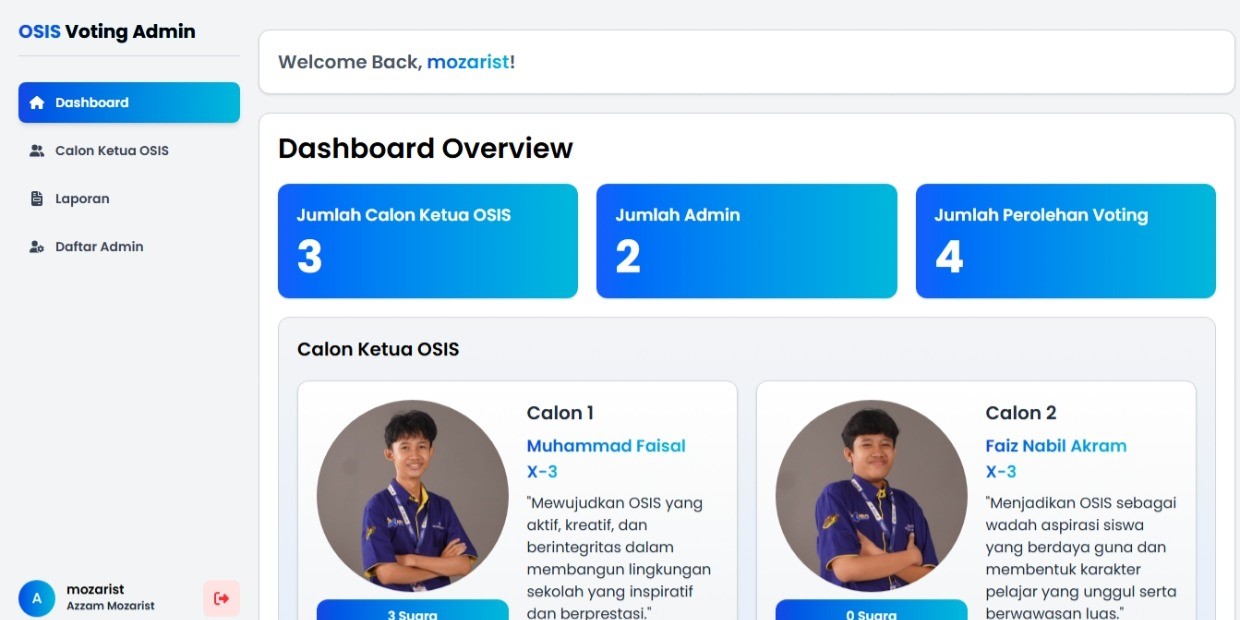 OSIS Voting Admin
Dashboard
Calon Ketua OSIS
Laporan
Daftar Admin
A
mozarist
Azzam Mozarist
Welcome Back, mozarist!
Dashboard Overview
Jumlah Calon Ketua OSIS
3
Jumlah Admin
2
Jumlah Perolehan Voting
4
Calon Ketua OSIS
Calon 1
Muhammad Faisal
X-3
"Mewujudkan OSIS yang
aktif, kreatif, dan
berintegritas dalam
membangun lingkungan
sekolah yang inspiratif
dan berprestasi."
3 Suara
Calon 2
Faiz Nabil Akram
X-3
"Menjadikan OSIS sebagai
wadah aspirasi siswa
yang berdaya guna dan
membentuk karakter
pelajar yang unggul serta
berwawasan luas."
0 Suara